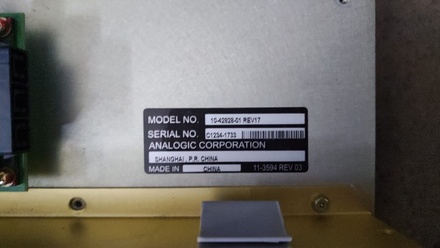 MODEL NO. 10-42828-01 REV17
SERIAL NO. C1234-1733
ANALOGIC CORPORATION
SHANGHAI, P.R. CHINA
MADE IN CHINA 11-3594 REV 03